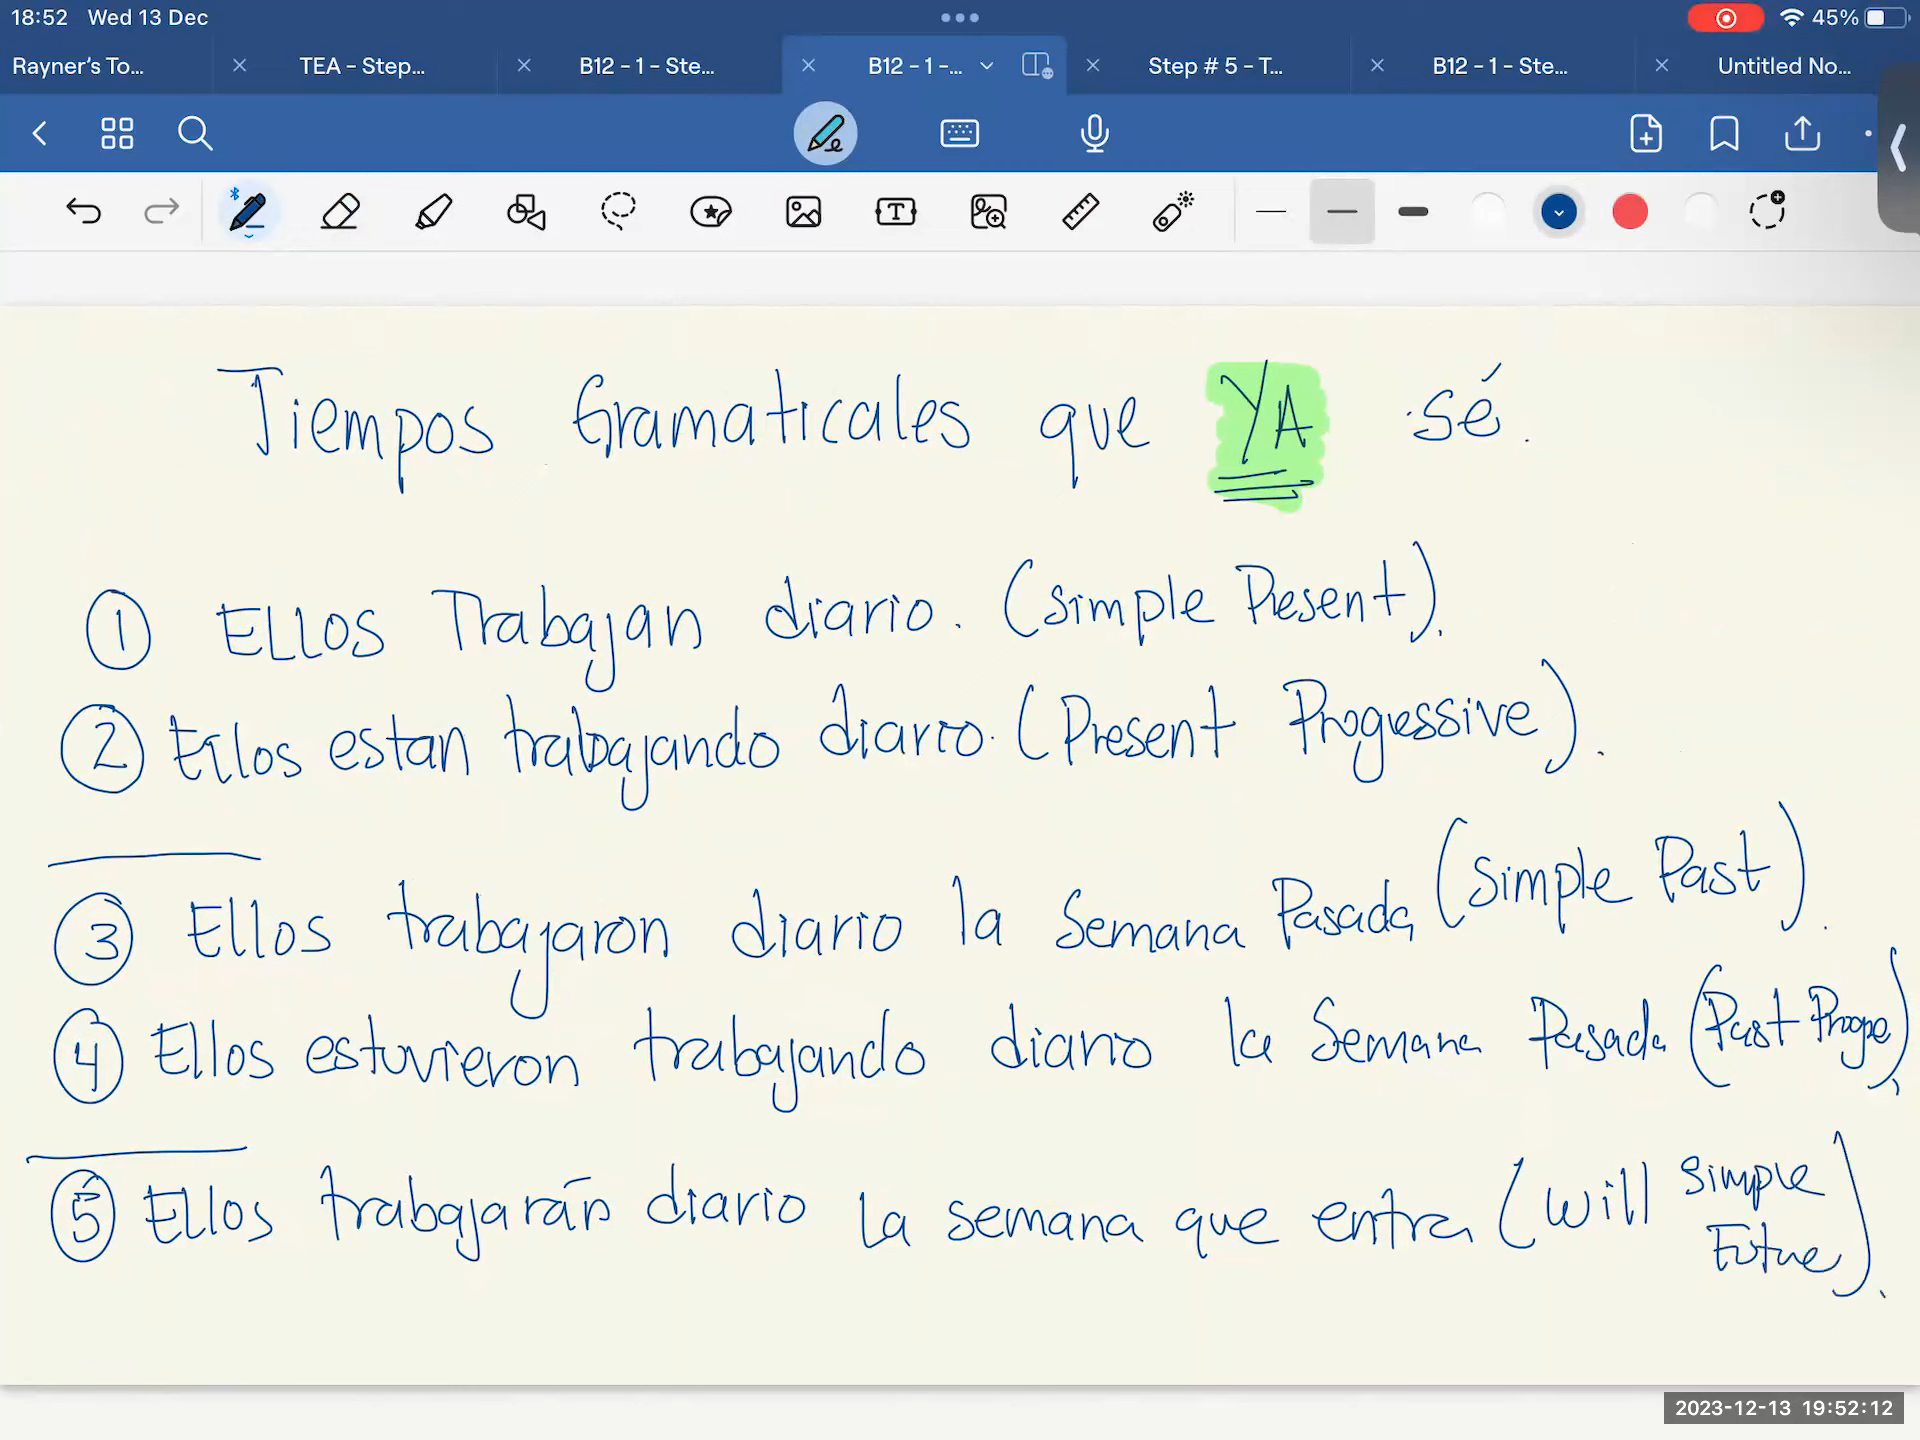 18:52 Wed 13 Dec 45%
Rayner's To... TEA - Step... B12 - 1 - Ste... B12 - 1 -... Step # 5 - T... B12 - 1 - Ste... Untitled No...
Tiempos Gramaticales que YA sé.
1 ELLOS Trabajan diario. (Simple Present).
2 Ellos estan trabajando diario. (Present Progressive).
3 Ellos trabajaron diario la Semana Pasada (Simple Past).
4 Ellos estuvieron trabajando diario la Semana Pasada (Past Progre).
5 Ellos trabajarán diario la semana que entra (will Simple
Future).
2023-12-13 19:52:12